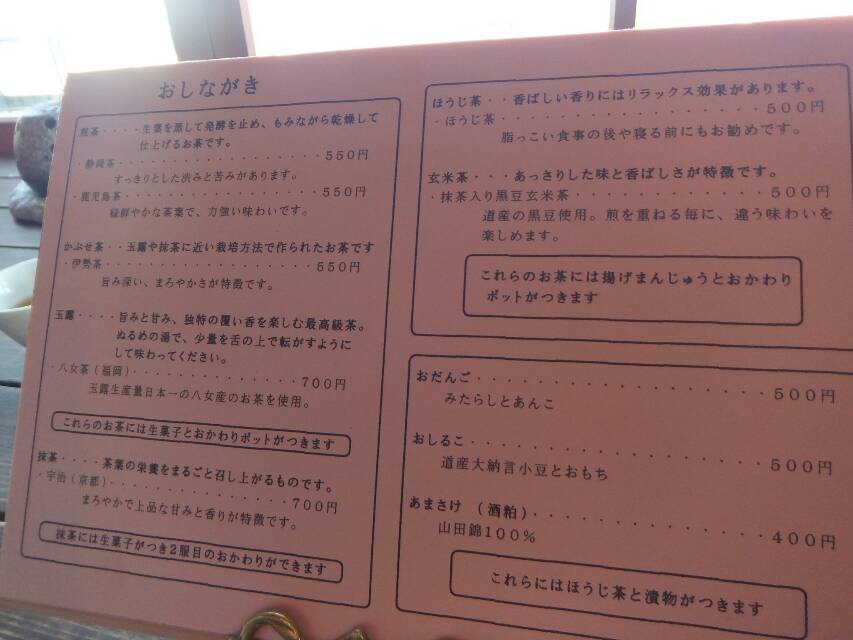 おしながき
煎茶・・・・生葉を蒸して発酵を止め、もみながら乾燥して
仕上げるお茶です。
・静岡茶・・・・・・・・・・・・・・・・・・550円
すっきりとした渋みと苦みがあります。
・鹿児島茶・・・・・・・・・・・・・・・・・550円
緑鮮やかな茶葉で、力強い味わいです。
かぶせ茶・・玉露や抹茶に近い栽培方法で作られたお茶です
・伊勢茶・・・・・・・・・・・・・・・・・・550円
旨み深い、まろやかさが特徴です。
玉露・・・・旨みと甘み、独特の覆い香を楽しむ最高級茶。
ぬるめの湯で、少量を舌の上で転がすように
して味わってください。
・八女茶（福岡）・・・・・・・・・・・・・・700円
玉露生産量日本一の八女産のお茶を使用。
これらのお茶には生菓子とおかわりポットがつきます
抹茶・・・・茶葉の栄養をまるごと召し上がるものです。
・宇治（京都）・・・・・・・・・・・・・・・700円
まろやかで上品な甘みと香りが特徴です。
抹茶には生菓子がつき2服目のおかわりができます
ほうじ茶・・香ばしい香りにはリラックス効果があります。
・ほうじ茶・・・・・・・・・・・・・・・・・500円
脂っこい食事の後や寝る前にもお勧めです。
玄米茶・・・あっさりした味と香ばしさが特徴です。
・抹茶入り黒豆玄米茶・・・・・・・・・・・・500円
道産の黒豆使用。煎を重ねる毎に、違う味わいを
楽しめます。
これらのお茶には揚げまんじゅうとおかわり
ポットがつきます
おだんご・・・・・・・・・・・・・・・・・・500円
みたらしとあんこ
おしるこ・・・・・・・・・・・・・・・・・・500円
道産大納言小豆とおもち
あまさけ （酒粕）・・・・・・・・・・・・・・400円
山田錦100％
これらにはほうじ茶と漬物がつきます